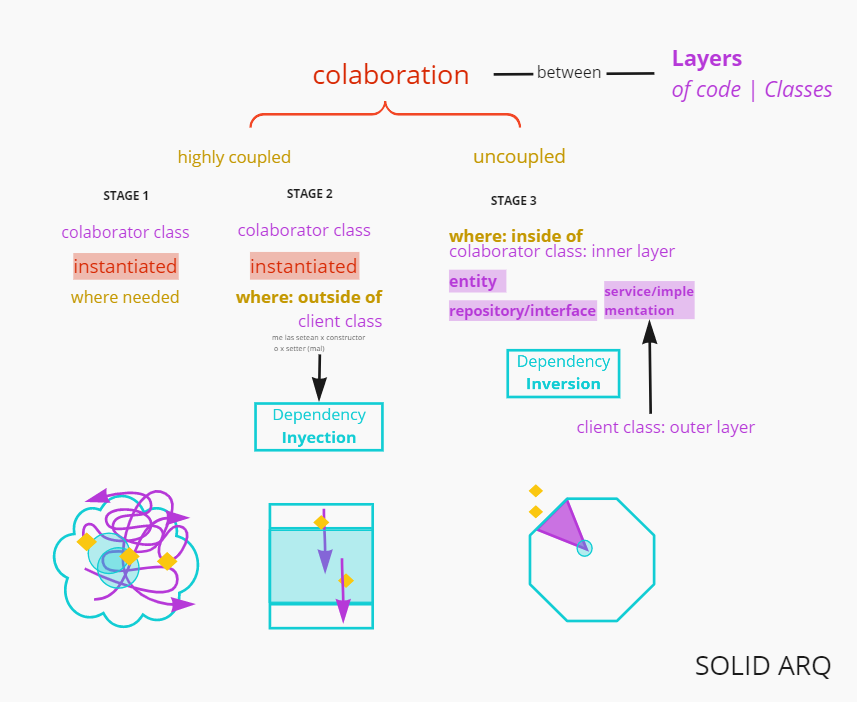 colaboration
between
Layers
of code | Classes
highly coupled
uncoupled
STAGE 1
colaborator class
instantiated
where needed
STAGE 2
colaborator class
instantiated
where: outside of
client class
me las setean x constructor
o x setter (mal)
Dependency
Inyection
STAGE 3
where: inside of
colaborator class: inner layer
entity
repository/interface
service/imple
mentation
Dependency
Inversion
client class: outer layer
SOLID ARQ